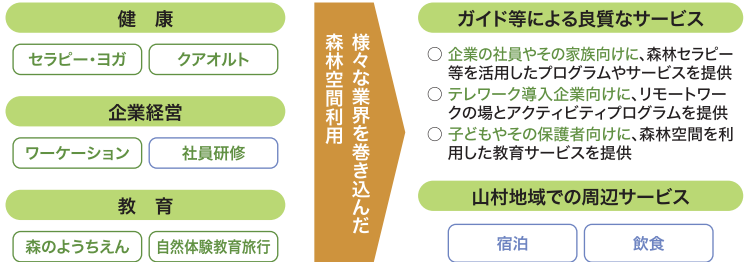 健　康
セラピー・ヨガ
クアオルト
企業経営
ワーケーション
社員研修
教　育
森のようちえん
自然体験教育旅行
様々な業界を巻き込んだ
森林空間利用
ガイド等による良質なサービス
○ 企業の社員やその家族向けに、森林セラピー
等を活用したプログラムやサービスを提供
○ テレワーク導入企業向けに、リモートワー
クの場とアクティビティプログラムを提供
○ 子どもやその保護者向けに、森林空間を利
用した教育サービスを提供
山村地域での周辺サービス
宿泊
飲食